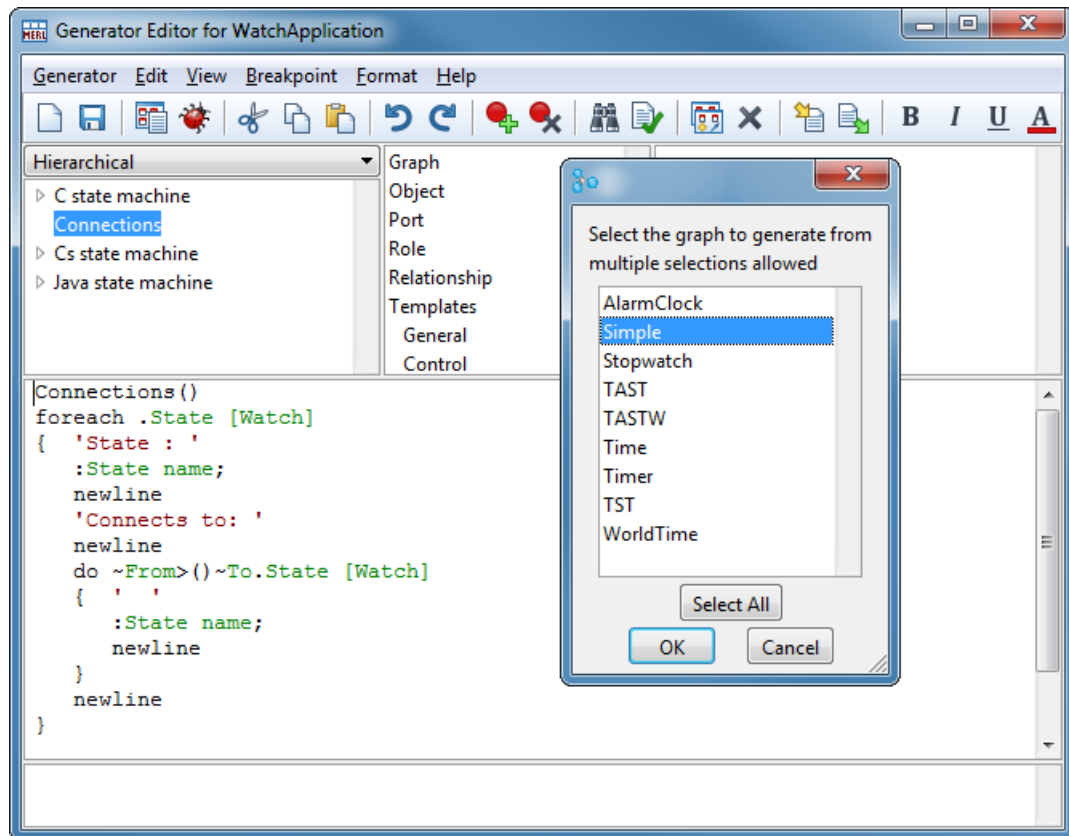 MERL Generator Editor for WatchApplication
Generator Edit View Breakpoint Format Help
B I U A
Hierarchical
C state machine
Connections
Cs state machine
Java state machine
Graph
Object
Port
Role
Relationship
Templates
General
Control
Select the graph to generate from
multiple selections allowed
AlarmClock
Simple
Stopwatch
TAST
TASTW
Time
Timer
TST
WorldTime
Select All
OK Cancel
Connections()
foreach .State [Watch]
{  'State : '
   :State name;
   newline
   'Connects to: '
   newline
   do ~From>()~To.State [Watch]
   {  '  '
      :State name;
      newline
   }
   newline
}